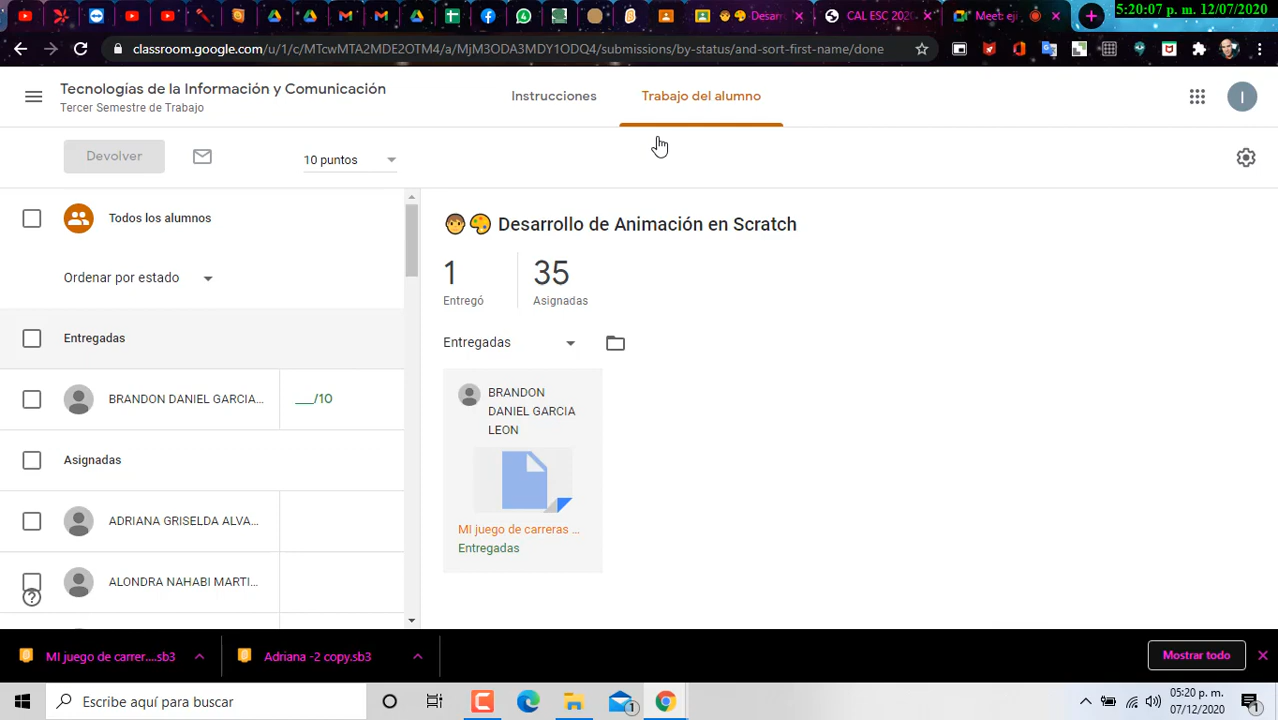 Desarr
CAL ESC 202
Meet: eji
5:20:07 p. m. 12/07/2020
classroom.google.com/u/1/c/MTcwMTA2MDE2OTM4/a/MjM3ODA3MDY1ODQ4/submissions/by-status/and-sort-first-name/done
Tecnologías de la Información y Comunicación
Tercer Semestre de Trabajo
Instrucciones
Trabajo del alumno
I
Devolver
10 puntos
Todos los alumnos
Ordenar por estado
Entregadas
BRANDON DANIEL GARCIA...
___/10
Asignadas
ADRIANA GRISELDA ALVA...
ALONDRA NAHABI MARTI...
Desarrollo de Animación en Scratch
1
35
Entregó
Asignadas
Entregadas
BRANDON
DANIEL GARCIA
LEON
MI juego de carreras ...
Entregadas
MI juego de carrer....sb3
Adriana -2 copy.sb3
Mostrar todo
Escribe aquí para buscar
1
05:20 p. m.
07/12/2020
1